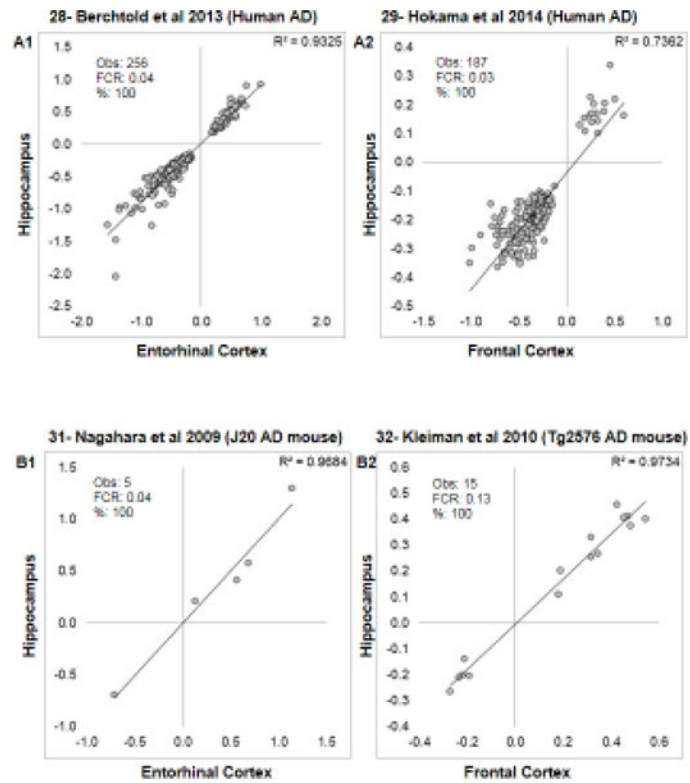 28- Berchtold et al 2013 (Human AD)
A1
R² = 0.9325
Obs: 256
FCR: 0.04
%: 100
1.5
1.0
0.5
0.0
-0.5
-1.0
-1.5
-2.0
-2.5
Hippocampus
-2.0 -1.0 0.0 1.0 2.0
Entorhinal Cortex
29- Hokama et al 2014 (Human AD)
A2
R² = 0.7362
Obs: 187
FCR: 0.03
%: 100
0.4
0.3
0.2
0.1
0.0
-0.1
-0.2
-0.3
-0.4
-0.5
Hippocampus
-1.5 -1.0 -0.5 0.0 0.5 1.0
Frontal Cortex
31- Nagahara et al 2009 (J20 AD mouse)
B1
R² = 0.9684
Obs: 5
FCR: 0.04
%: 100
1.5
1.0
0.5
0.0
-0.5
-1.0
Hippocampus
-1.0 -0.5 0.0 0.5 1.0 1.5
Entorhinal Cortex
32- Kleiman et al 2010 (Tg2576 AD mouse)
B2
R² = 0.9734
Obs: 15
FCR: 0.13
%: 100
0.6
0.5
0.4
0.3
0.2
0.1
0.0
-0.1
-0.2
-0.3
-0.4
Hippocampus
-0.4 -0.2 0.0 0.2 0.4 0.6
Frontal Cortex